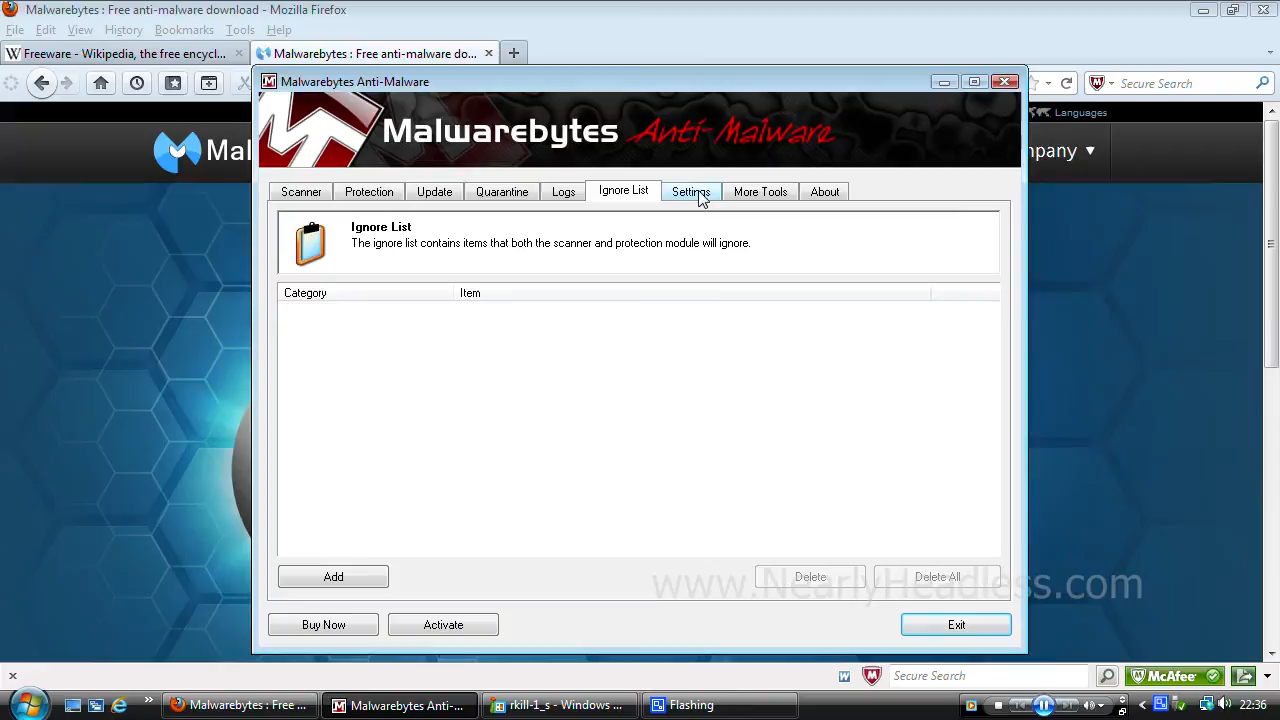 Malwarebytes : Free anti-malware download - Mozilla Firefox
File Edit View History Bookmarks Tools Help
Freeware - Wikipedia, the free encycl...
Malwarebytes : Free anti-malware do...
Secure Search
Malwarebytes Anti-Malware
Languages
Mal
Malwarebytes Anti-Malware
mpany
Scanner Protection Update Quarantine Logs Ignore List Settings More Tools About
Ignore List
The ignore list contains items that both the scanner and protection module will ignore.
Category Item
Add Delete Delete All
www.NearlyHeadless.com
Buy Now Activate Exit
Secure Search
McAfee
Malwarebytes : Free ...
Malwarebytes Anti-...
rkill-1_s - Windows ...
Flashing
22:36